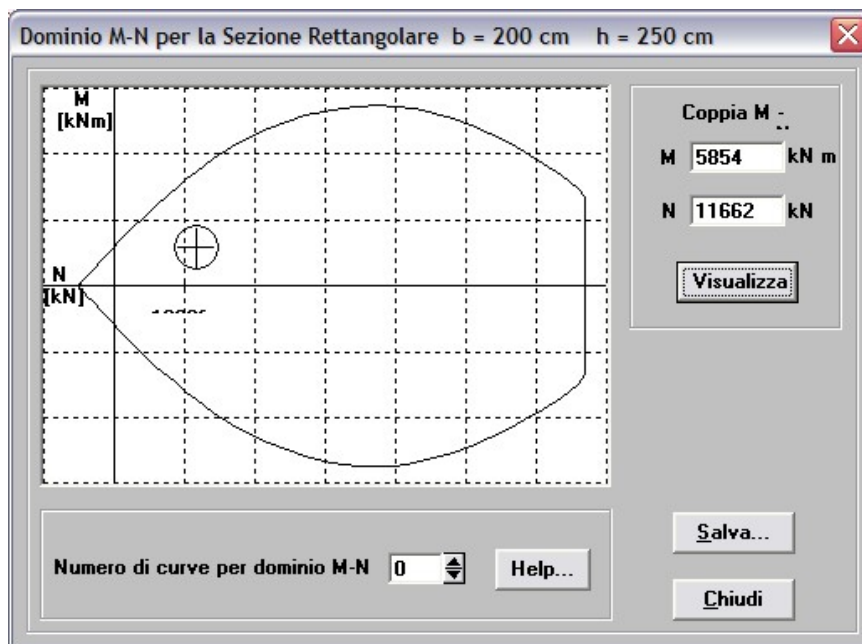 Dominio M-N per la Sezione Rettangolare b = 200 cm h = 250 cm
M
[kNm]
N
[kN]
Coppia M -
M 5854 kN m
N 11662 kN
Visualizza
Numero di curve per dominio M-N 0
Help...
Salva...
Chiudi